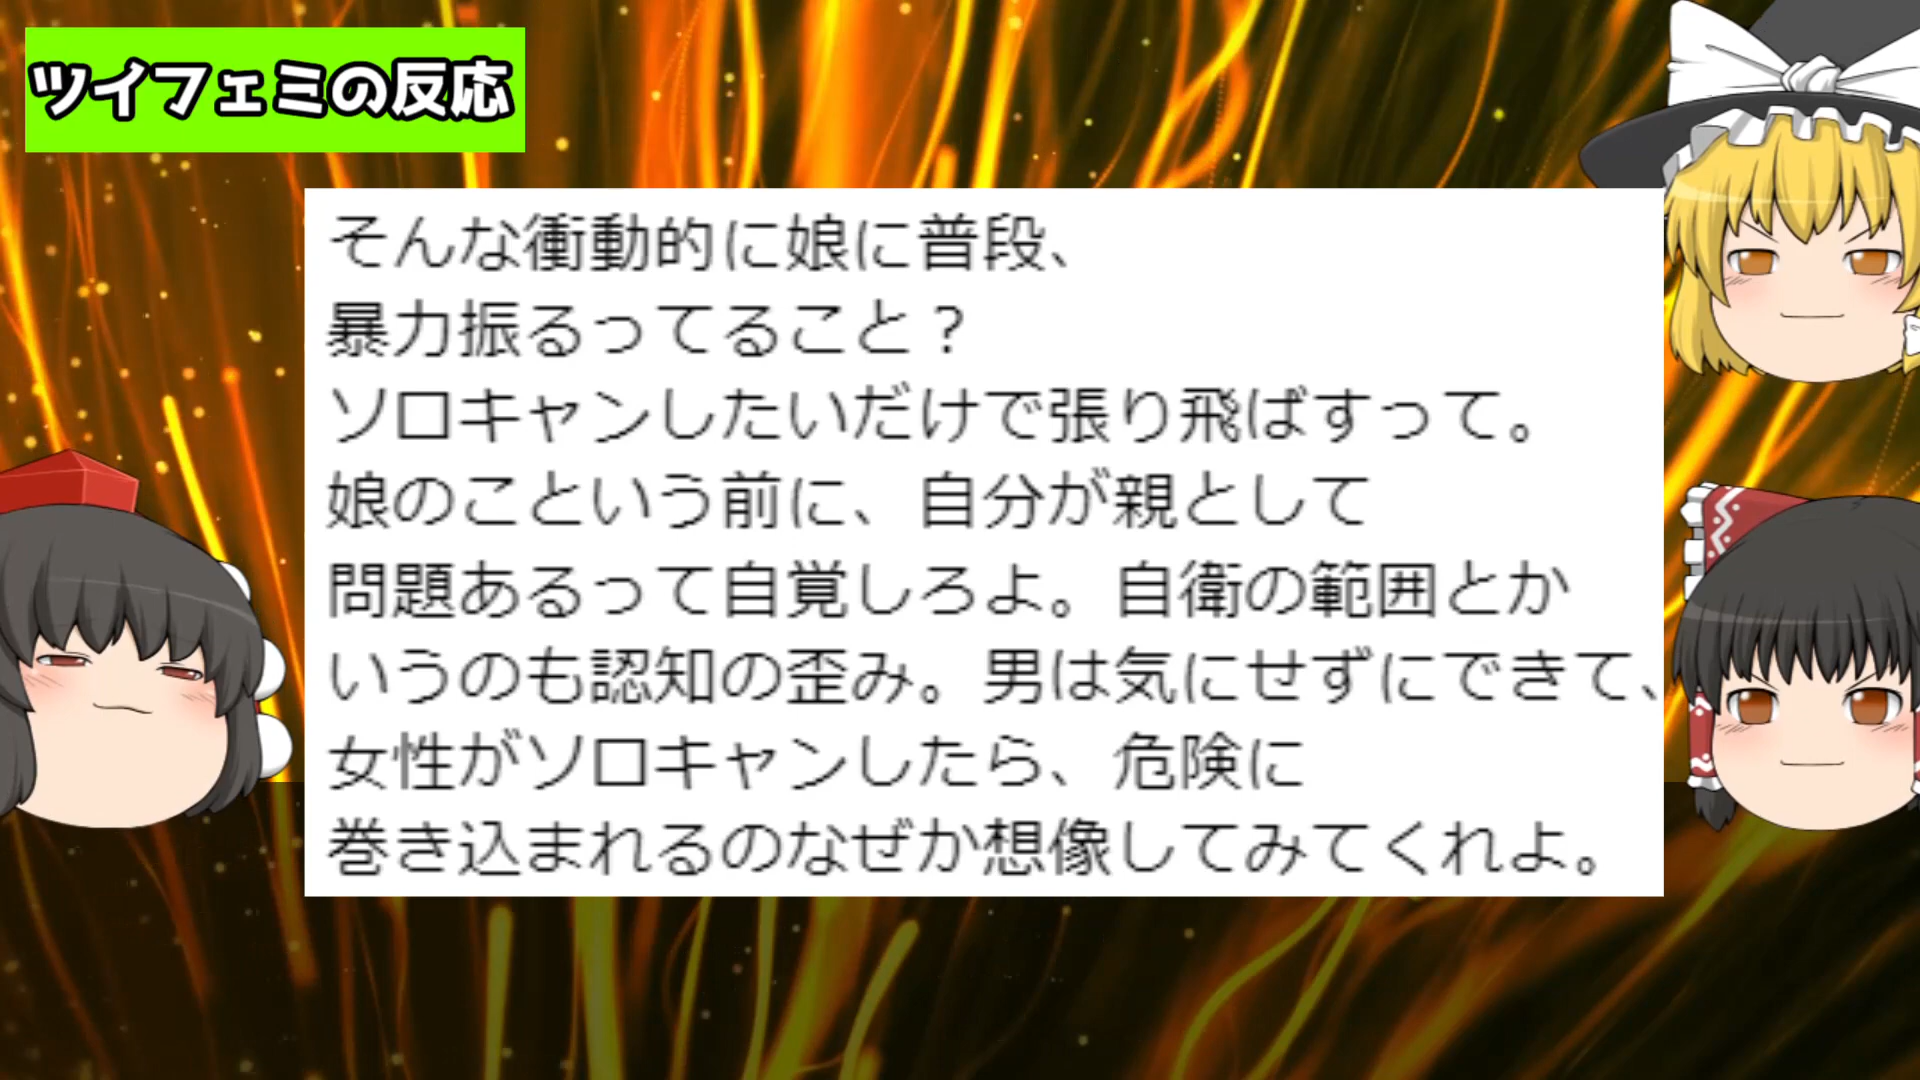 ツイフェミの反応
そんな衝動的に娘に普段、
暴力振るってること？
ソロキャンしたいだけで張り飛ばすって。
娘のこという前に、自分が親として
問題あるって自覚しろよ。自衛の範囲とか
いうのも認知の歪み。男は気にせずにできて、
女性がソロキャンしたら、危険に
巻き込まれるのなぜか想像してみてくれよ。